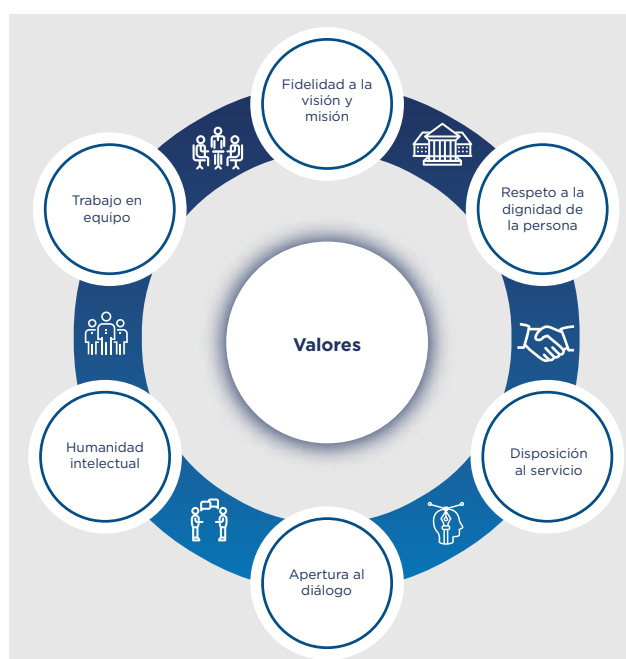 Fidelidad a la
visión y
misión
Respeto a la
dignidad de
la persona
Disposición
al servicio
Apertura al
diálogo
Humanidad
intelectual
Trabajo en
equipo
Valores